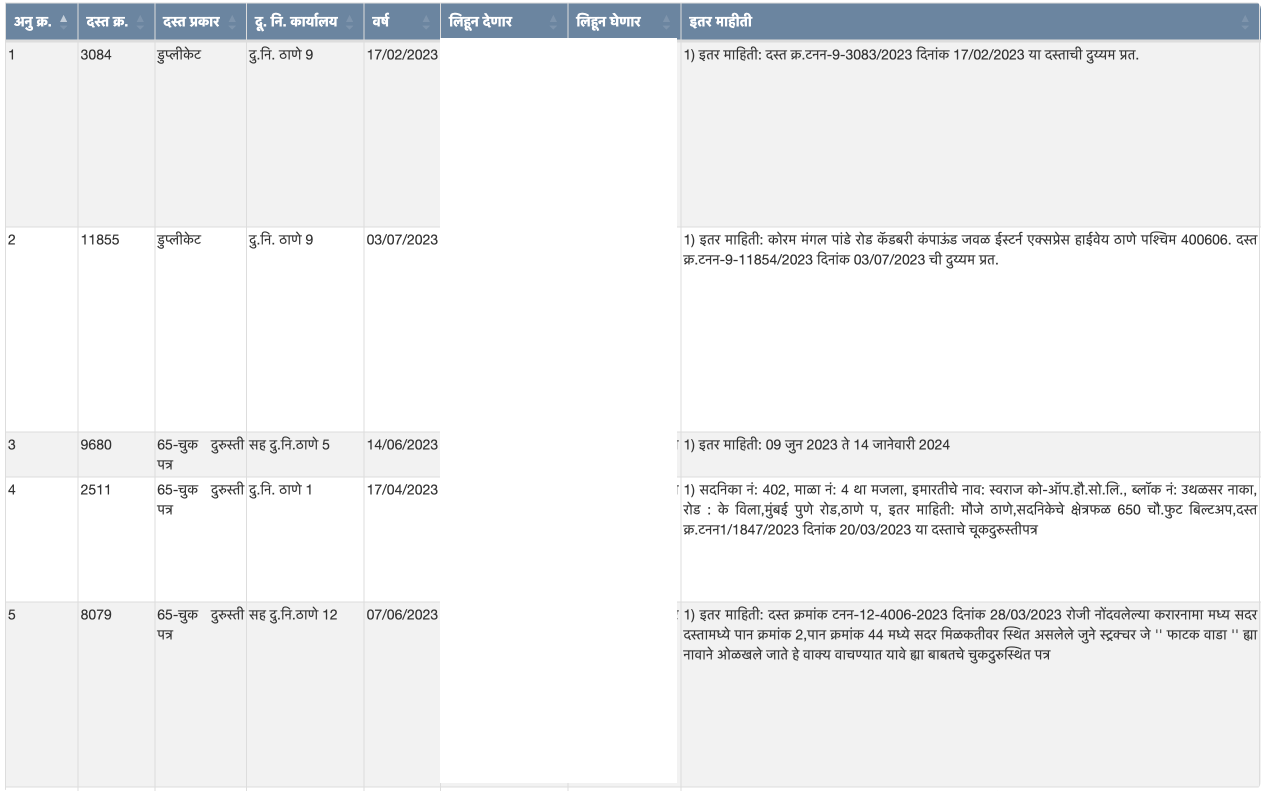 अनु क्र. दस्त क्र. दस्त प्रकार दू. नि. कार्यालय वर्ष लिहून देणार लिहून घेणार इतर माहीती
1 3084 डुप्लीकेट दु.नि. ठाणे 9 17/02/2023 1) इतर माहिती: दस्त क्र.टनन-9-3083/2023 दिनांक 17/02/2023 या दस्ताची दुय्यम प्रत.
2 11855 डुप्लीकेट दु.नि. ठाणे 9 03/07/2023 1) इतर माहिती: कोरम मंगल पांडे रोड कॅडबरी कंपाऊंड जवळ ईस्टर्न एक्सप्रेस हाईवेय ठाणे पश्चिम 400606. दस्त
क्र.टनन-9-11854/2023 दिनांक 03/07/2023 ची दुय्यम प्रत.
3 9680 65-चुक दुरुस्ती सह दु.नि.ठाणे 5 14/06/2023 1) इतर माहिती: 09 जुन 2023 ते 14 जानेवारी 2024
पत्र
4 2511 65-चुक दुरुस्ती दु.नि. ठाणे 1 17/04/2023 1) सदनिका नं: 402, माळा नं: 4 था मजला, इमारतीचे नाव: स्वराज को-ऑप.हौ.सो.लि., ब्लॉक नं: उथळसर नाका,
पत्र रोड : के विला,मुंबई पुणे रोड,ठाणे प, इतर माहिती: मौजे ठाणे,सदनिकेचे क्षेत्रफळ 650 चौ.फुट बिल्टअप,दस्त
क्र.टनन1/1847/2023 दिनांक 20/03/2023 या दस्ताचे चूकदुरुस्तीपत्र
5 8079 65-चुक दुरुस्ती सह दु.नि.ठाणे 12 07/06/2023 1) इतर माहिती: दस्त क्रमांक टनन-12-4006-2023 दिनांक 28/03/2023 रोजी नोंदवलेल्या करारनामा मध्य सदर
पत्र दस्तामध्ये पान क्रमांक 2,पान क्रमांक 44 मध्ये सदर मिळकतीवर स्थित असलेले जुने स्ट्रक्चर जे '' फाटक वाडा '' ह्या
नावाने ओळखले जाते हे वाक्य वाचण्यात यावे ह्या बाबतचे चुकदुरुस्थित पत्र